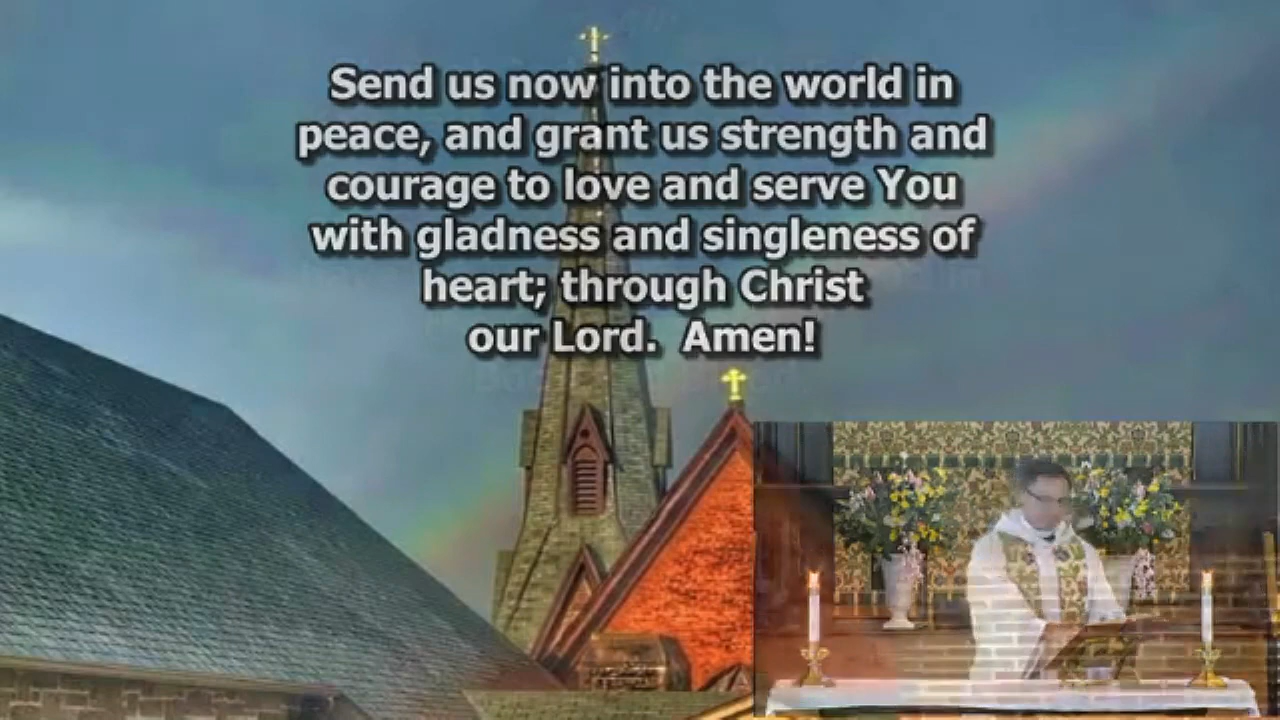 Send us now into the world in
peace, and grant us strength and
courage to love and serve You
with gladness and singleness of
heart; through Christ
our Lord.  Amen!